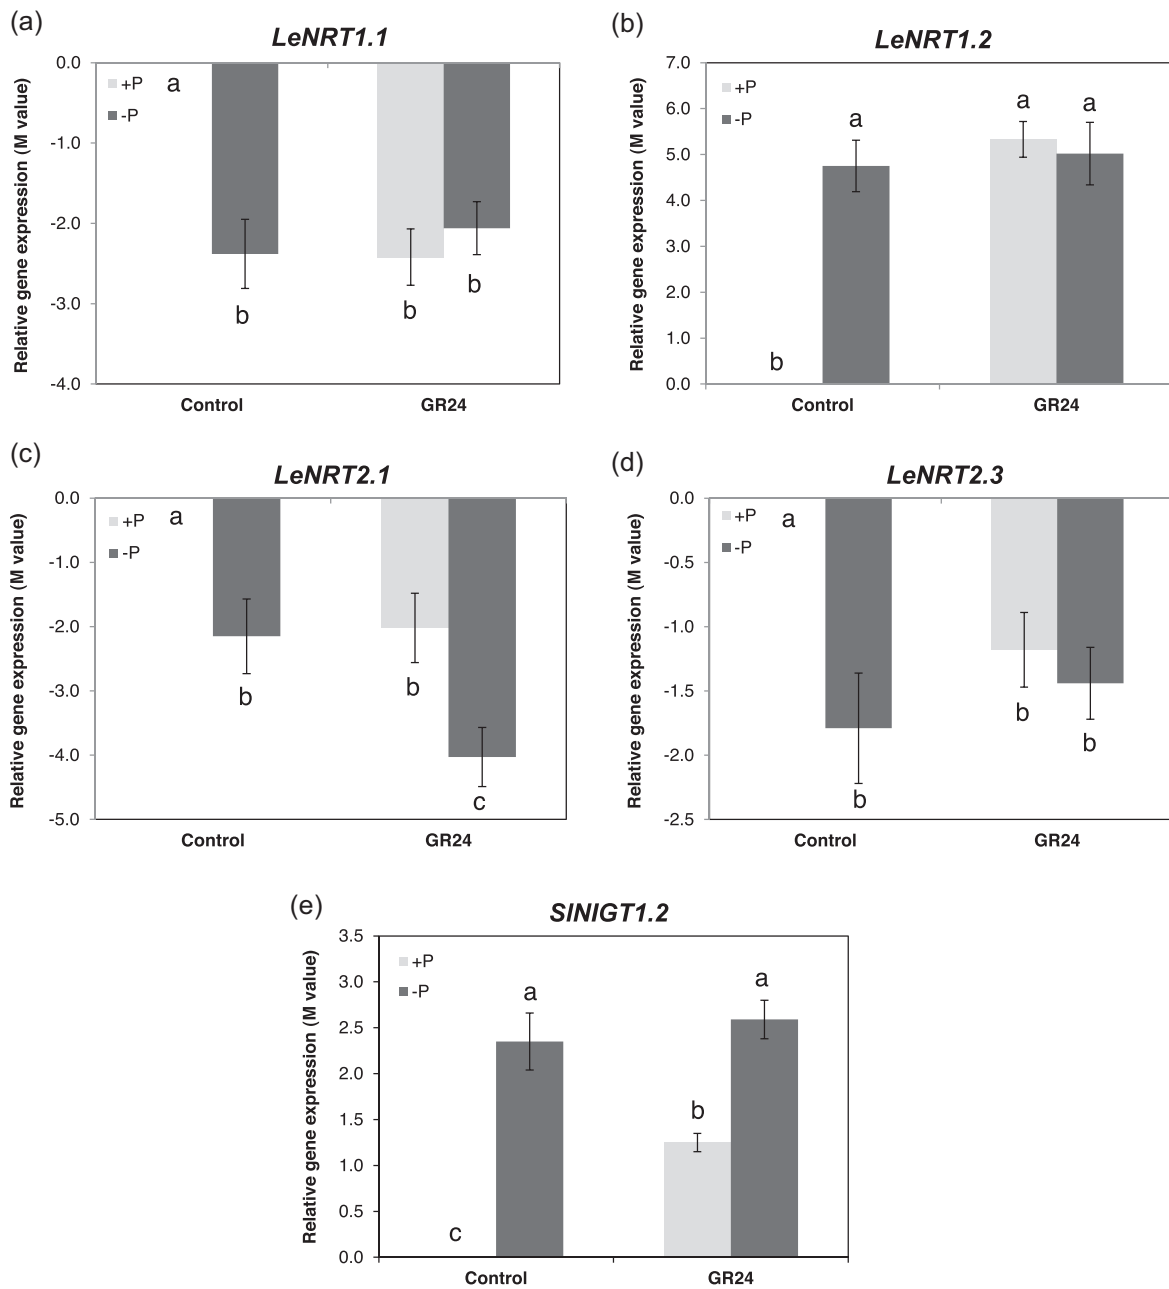 (a)
LeNRT1.1
Relative gene expression (M value)
0.0
-1.0
-2.0
-3.0
-4.0
+P
-P
a
b
b
b
Control
GR24
(b)
LeNRT1.2
Relative gene expression (M value)
7.0
6.0
5.0
4.0
3.0
2.0
1.0
0.0
+P
-P
b
a
a
a
Control
GR24
(c)
LeNRT2.1
Relative gene expression (M value)
0.0
-1.0
-2.0
-3.0
-4.0
-5.0
+P
-P
a
b
b
c
Control
GR24
(d)
LeNRT2.3
Relative gene expression (M value)
0.0
-0.5
-1.0
-1.5
-2.0
-2.5
+P
-P
a
b
b
b
Control
GR24
(e)
SlNIGT1.2
Relative gene expression (M value)
3.5
3.0
2.5
2.0
1.5
1.0
0.5
0.0
+P
-P
c
a
b
a
Control
GR24